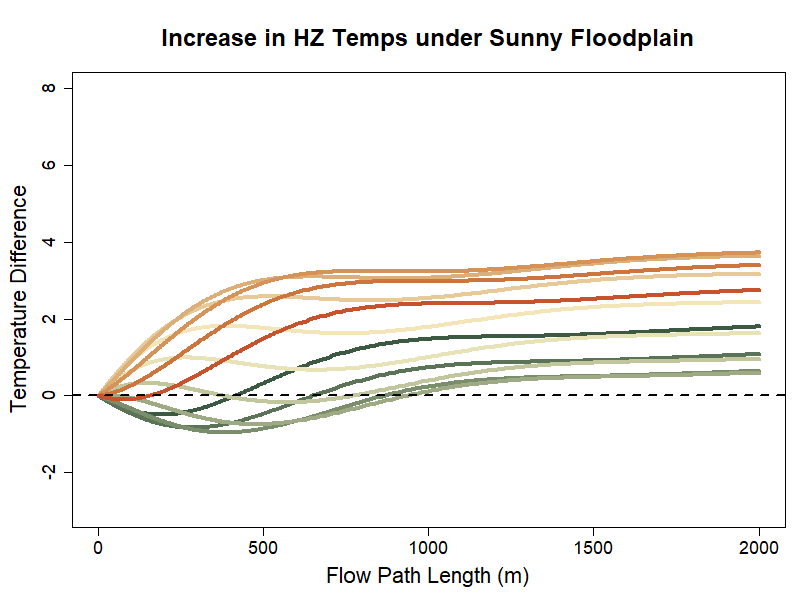 Increase in HZ Temps under Sunny Floodplain
Temperature Difference
8
6
4
2
0
-2
0 500 1000 1500 2000
Flow Path Length (m)